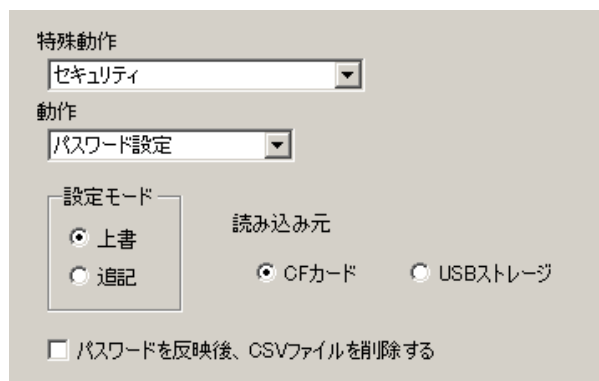 特殊動作
セキュリティ
動作
パスワード設定
設定モード
上書
追記
読み込み元
CFカード USBストレージ
パスワードを反映後、CSVファイルを削除する